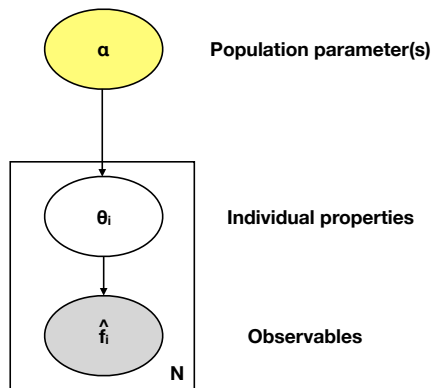 α Population parameter(s)
θi Individual properties
f̂i Observables
N